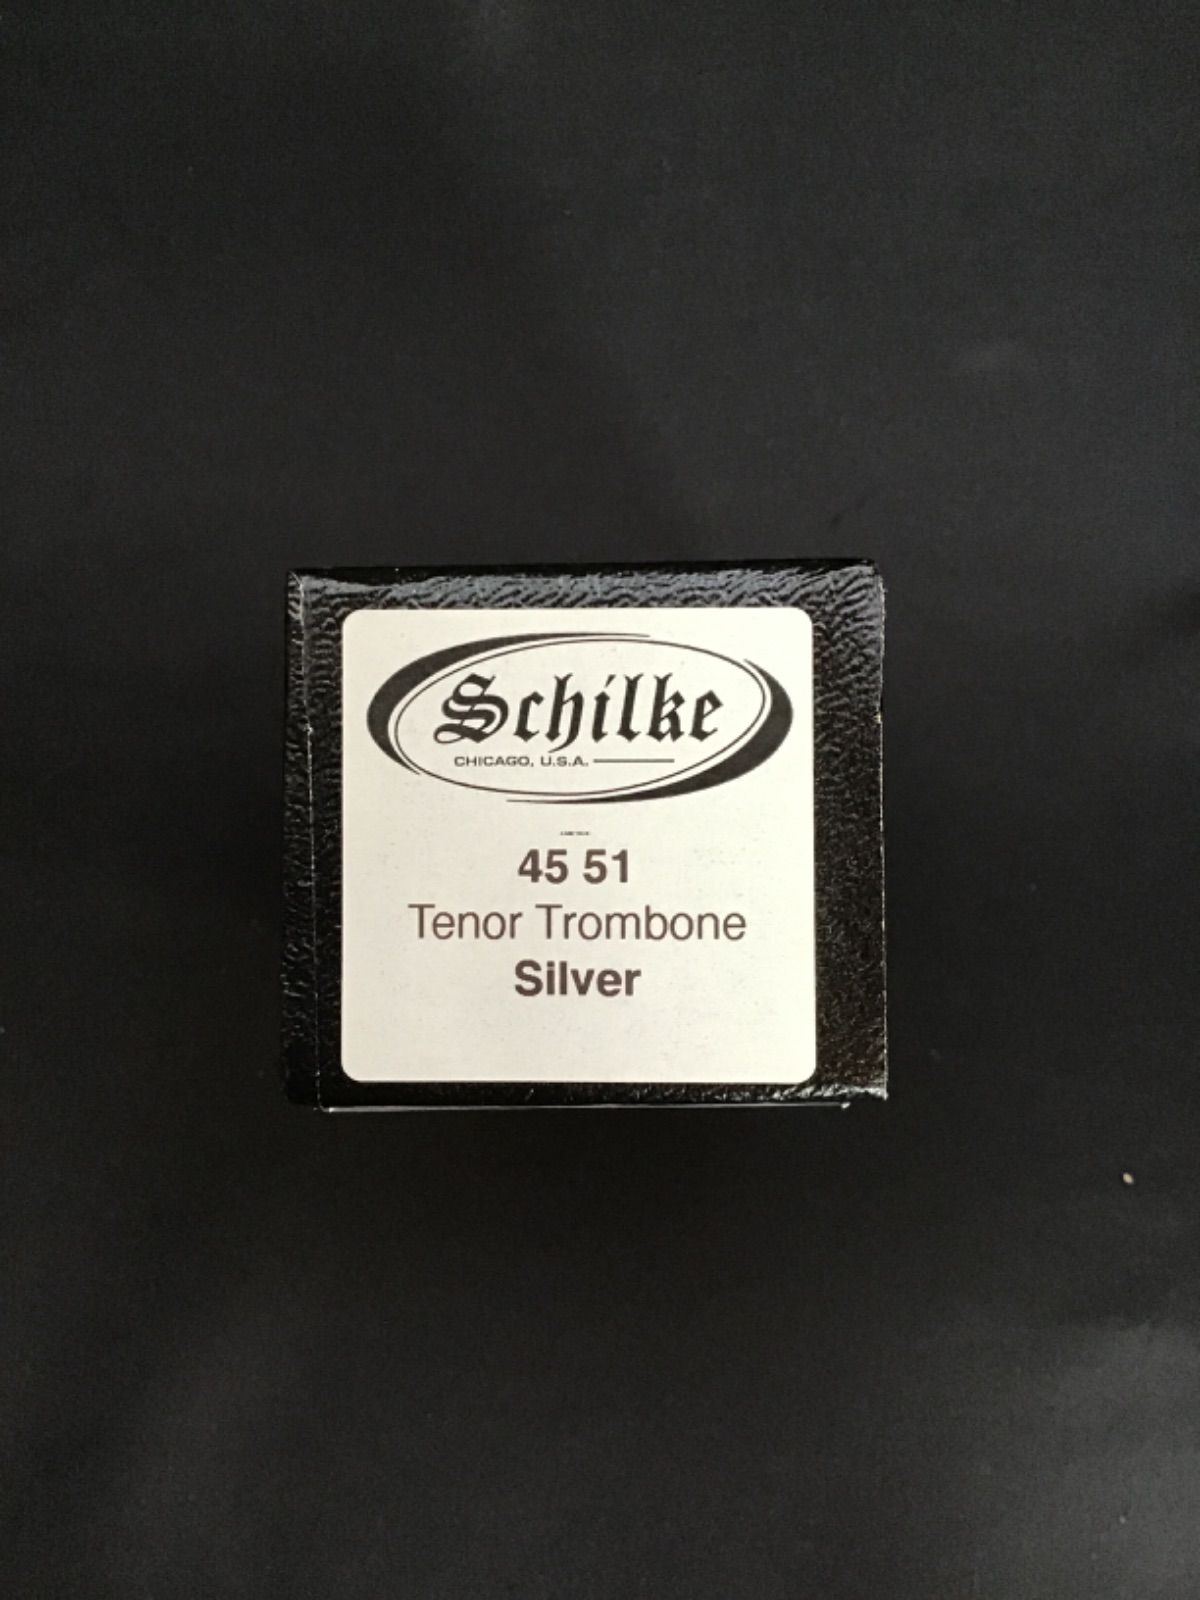 Schilke
CHICAGO, U.S.A.
45 51
Tenor Trombone
Silver